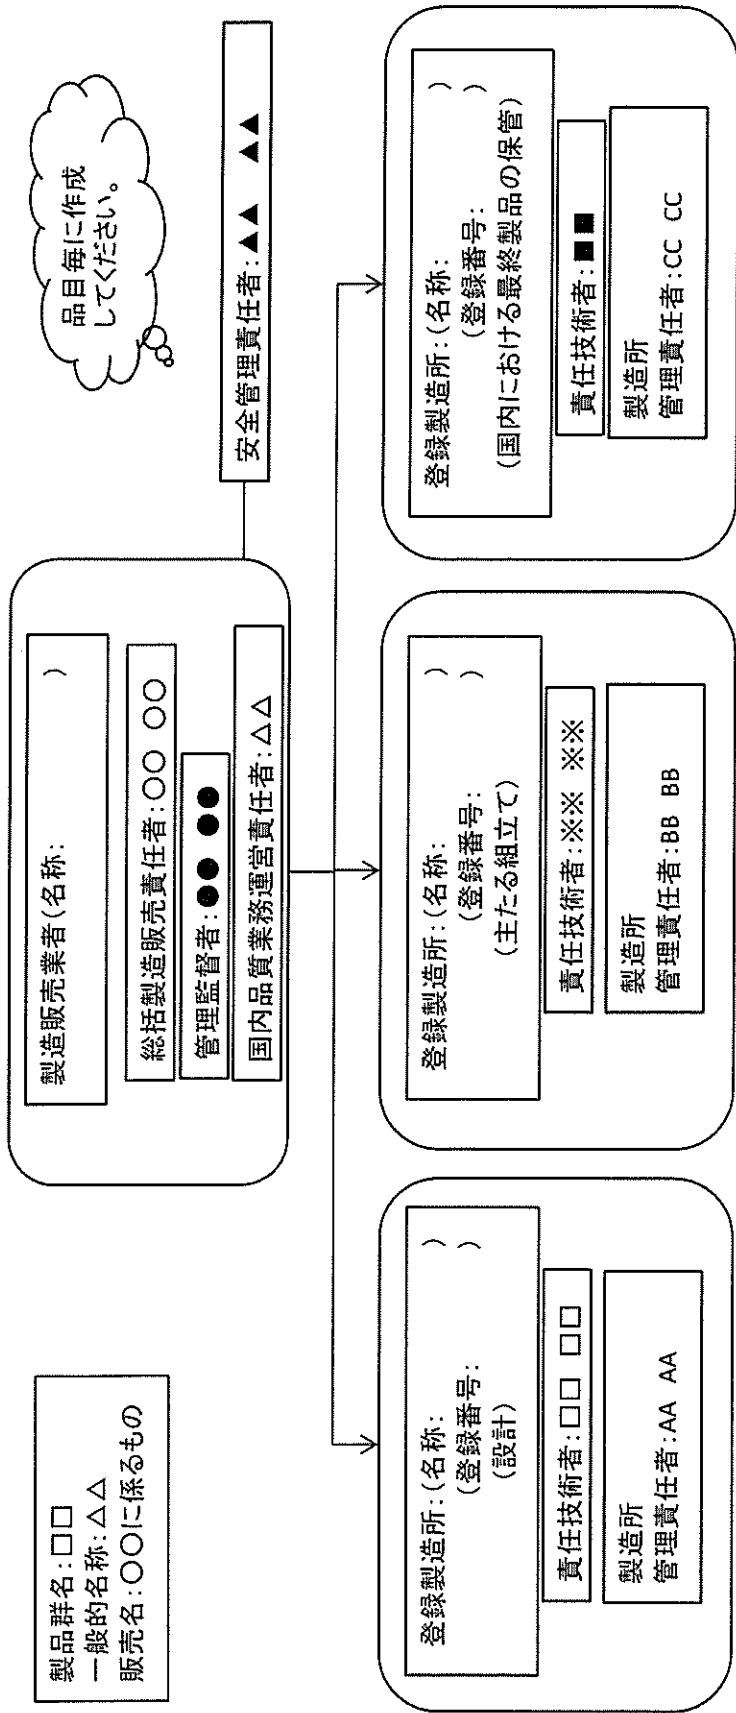 製品群名:□□
一般的名称:△△
販売名:○○に係るもの
品目毎に作成
してください。
製造販売業者(名称:　　　　　)
総括製造販売責任者:○○　○○
管理監督者:●●　●●
国内品質業務運営責任者:△△
安全管理責任者:▲▲　▲▲
登録製造所:(名称:　　　　　)
(登録番号:　　　　　)
(設計)
責任技術者:□□　□□
製造所
管理責任者:AA AA
登録製造所:(名称:　　　　　)
(登録番号:　　　　　)
(主たる組立て)
責任技術者:※※　※※
製造所
管理責任者:BB BB
登録製造所:(名称:　　　　　)
(登録番号:　　　　　)
(国内における最終製品の保管)
責任技術者:■■
製造所
管理責任者:CC CC